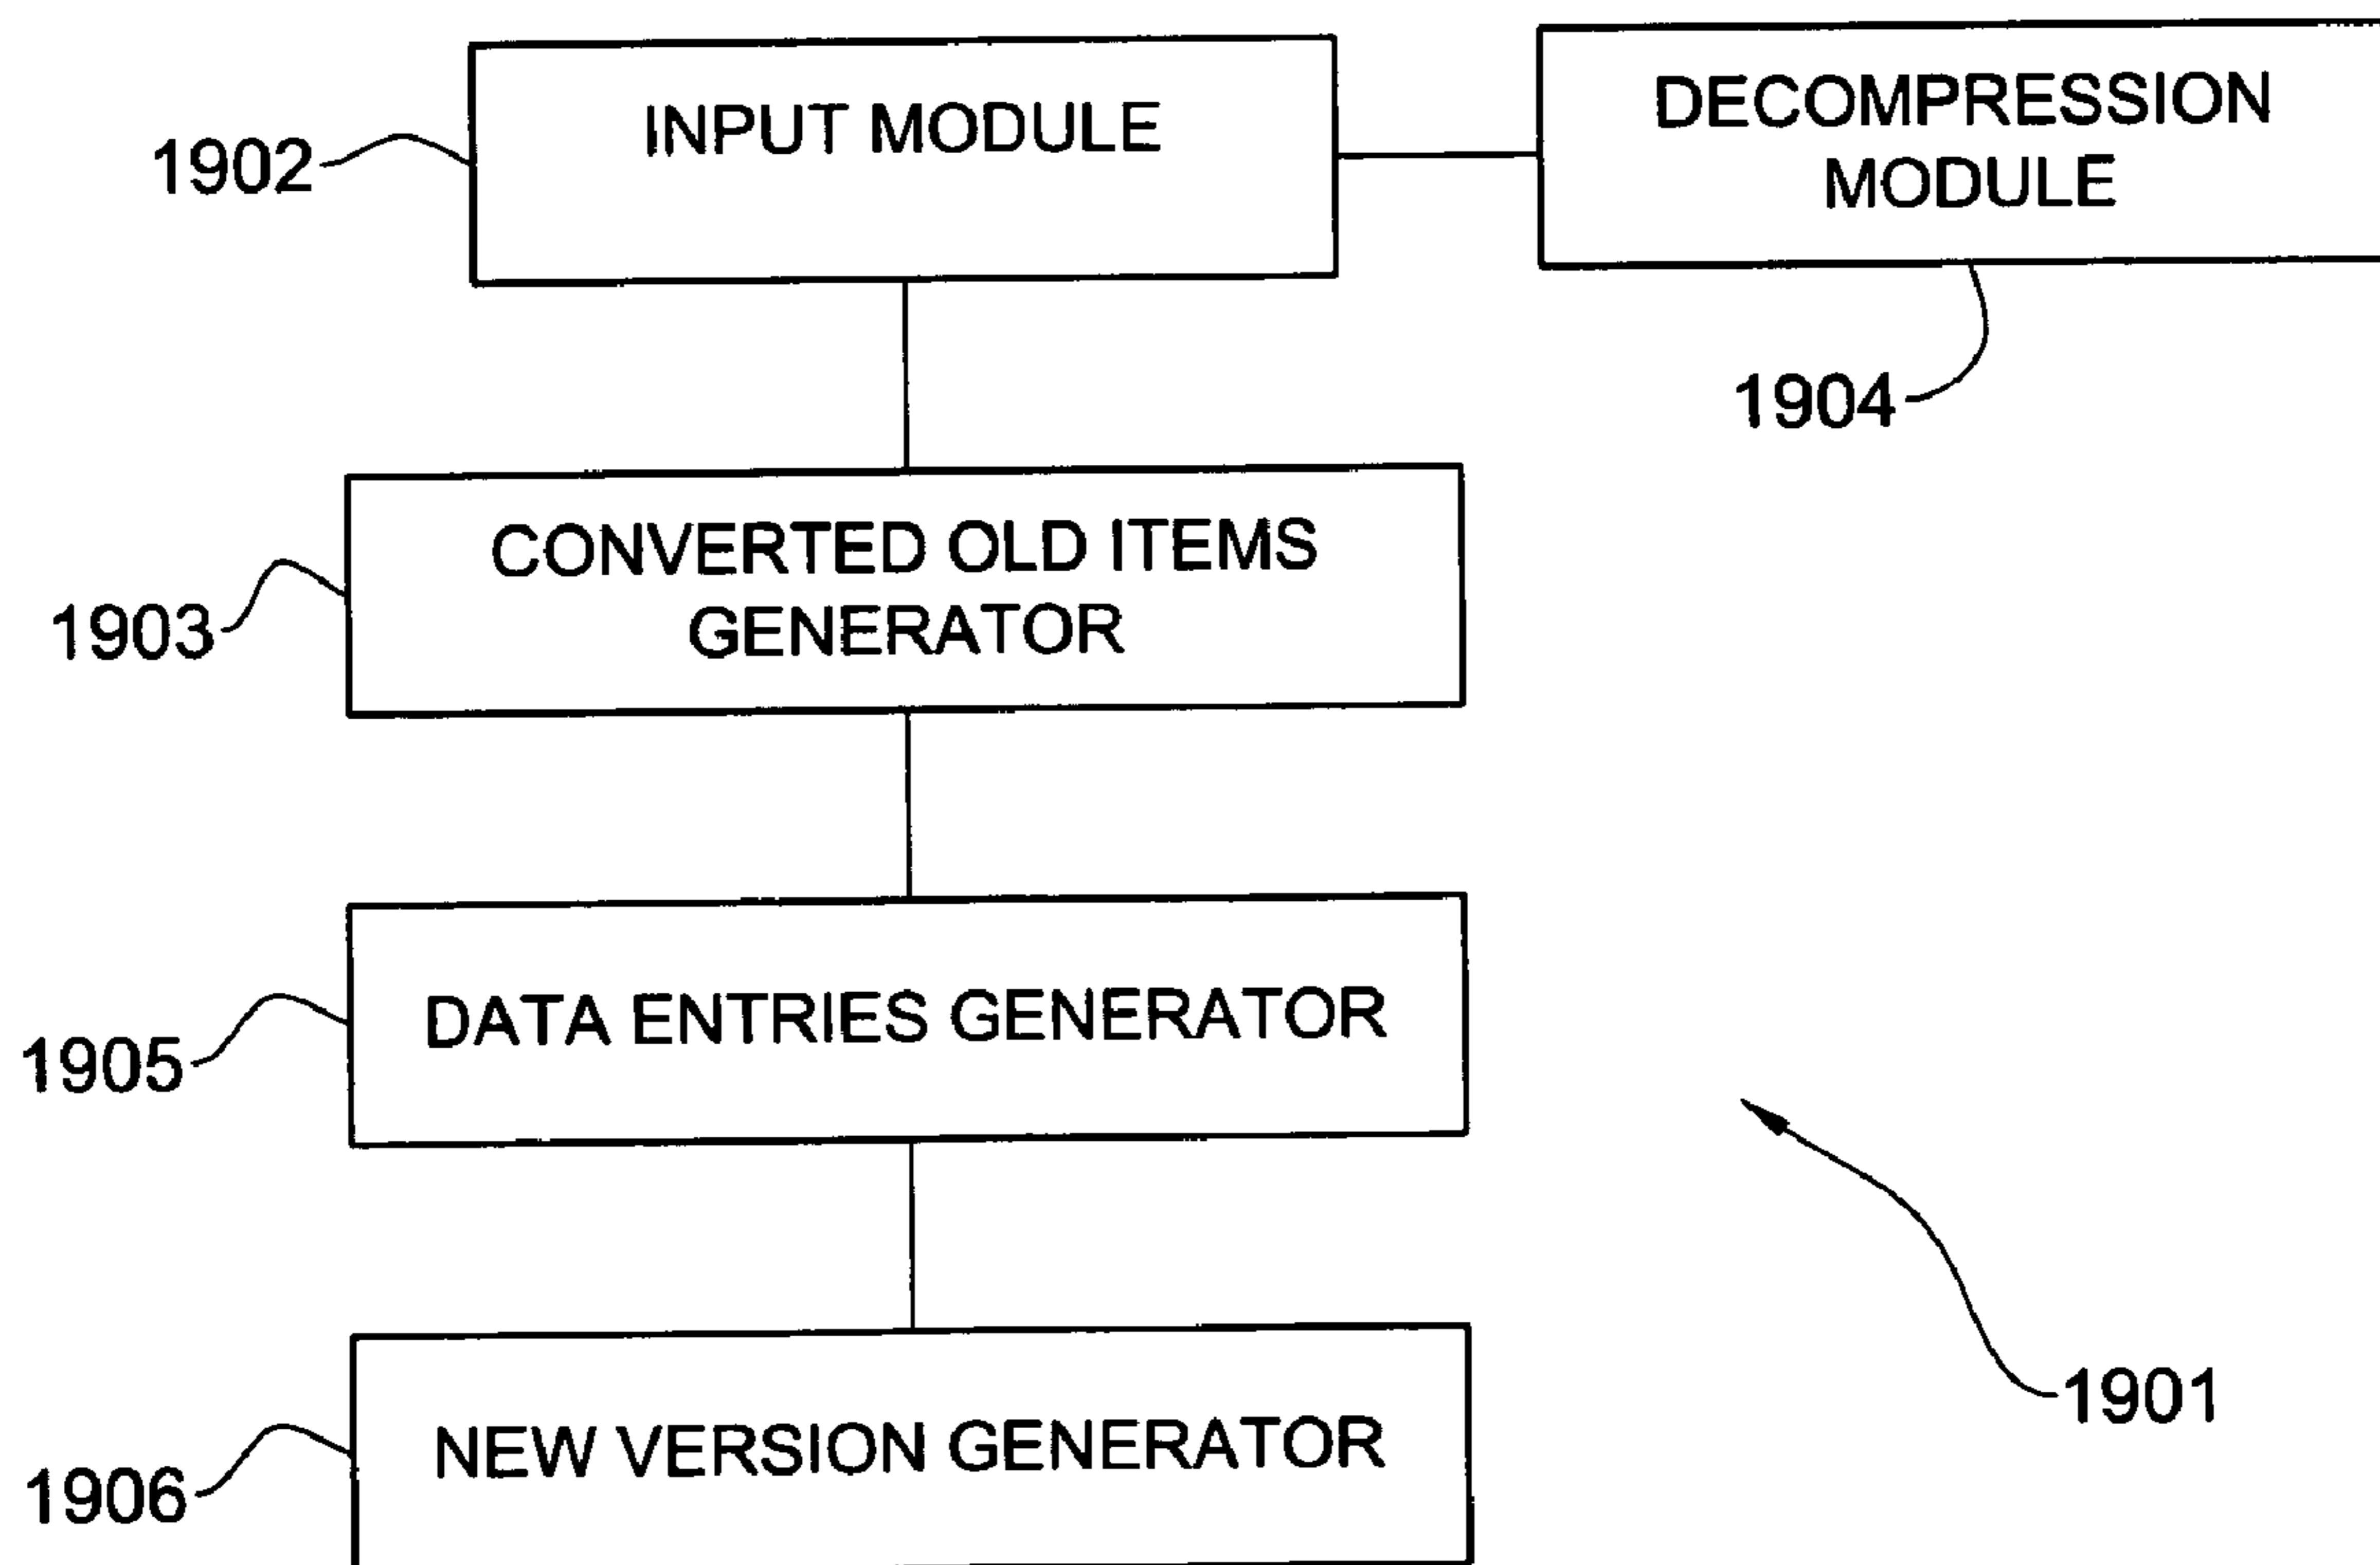 INPUT MODULE
DECOMPRESSION
MODULE
1902
1904
CONVERTED OLD ITEMS
GENERATOR
1903
DATA ENTRIES GENERATOR
1905
1901
NEW VERSION GENERATOR
1906